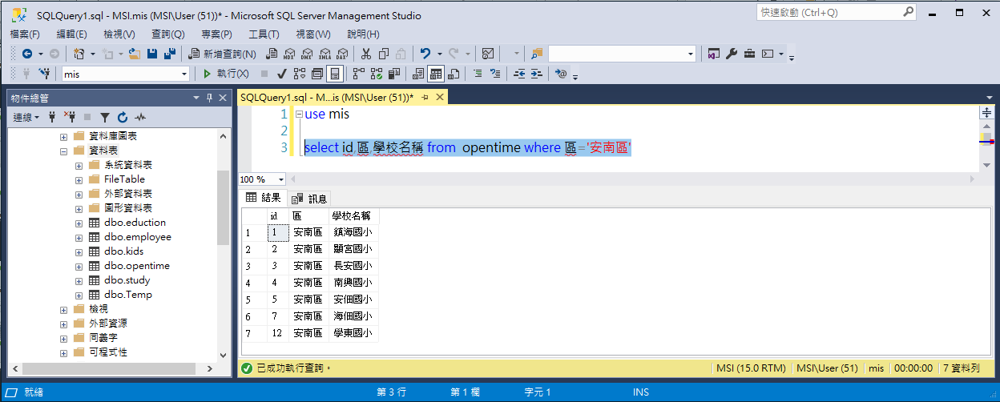 SQLQuery1.sql - MSI.mis (MSI\User (51))* - Microsoft SQL Server Management Studio
快速啟動 (Ctrl+Q)
檔案(F) 編輯(E) 檢視(V) 查詢(Q) 專案(P) 工具(T) 視窗(W) 說明(H)
新增查詢(N) MDX DMX XMLA DAX
mis 執行(X)
物件總管
連線
資料庫圖表
資料表
系統資料表
FileTable
外部資料表
圖形資料表
dbo.eduction
dbo.employee
dbo.kids
dbo.opentime
dbo.study
dbo.Temp
檢視
外部資源
同義字
可程式性
SQLQuery1.sql - M...is (MSI\User (51))*
1 use mis
2
3 select id,區,學校名稱 from  opentime where 區='安南區'
100 %
結果 訊息
id 區 學校名稱
1 1 安南區 鎮海國小
2 2 安南區 顯宮國小
3 3 安南區 長安國小
4 4 安南區 南興國小
5 5 安南區 安佃國小
6 7 安南區 海佃國小
7 12 安南區 學東國小
已成功執行查詢。 MSI (15.0 RTM) MSI\User (51) mis 00:00:00 7 資料列
就緒 第 3 行 第 1 欄 字元 1 INS